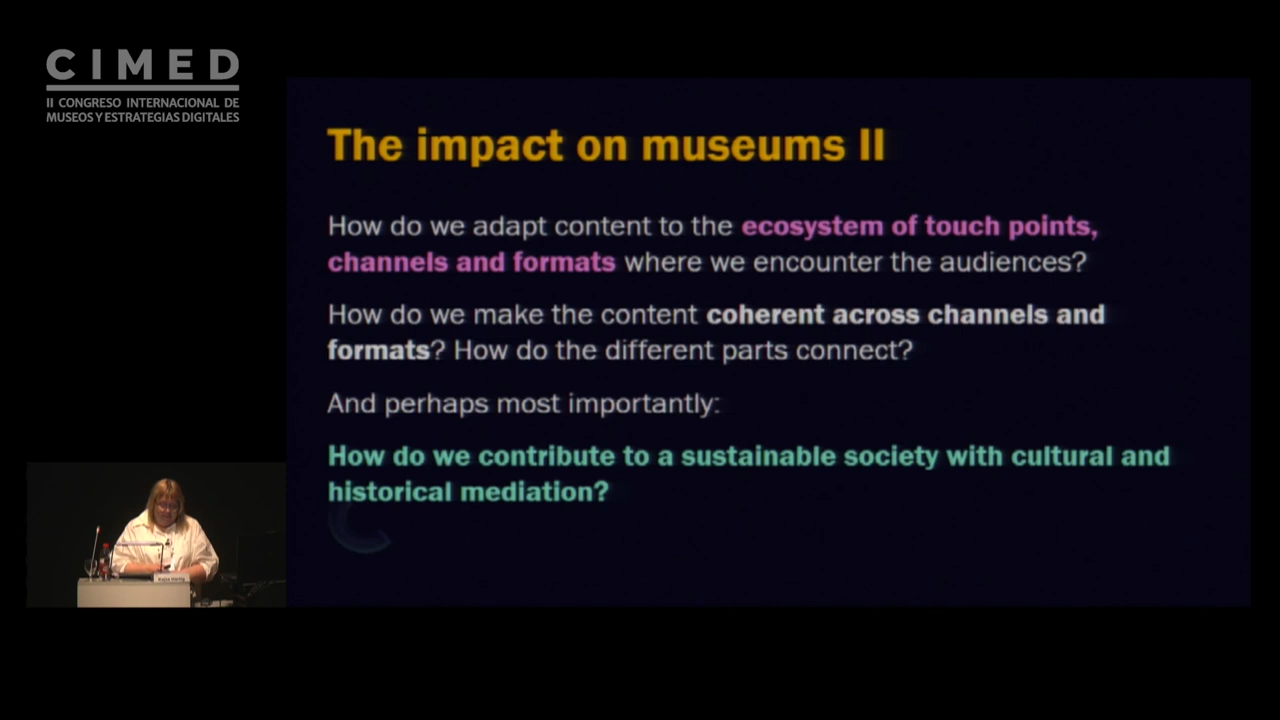 CIMED
II CONGRESO INTERNACIONAL DE
MUSEOS Y ESTRATEGIAS DIGITALES
The impact on museums II
How do we adapt content to the ecosystem of touch points,
channels and formats where we encounter the audiences?
How do we make the content coherent across channels and
formats? How do the different parts connect?
And perhaps most importantly:
How do we contribute to a sustainable society with cultural and
historical mediation?